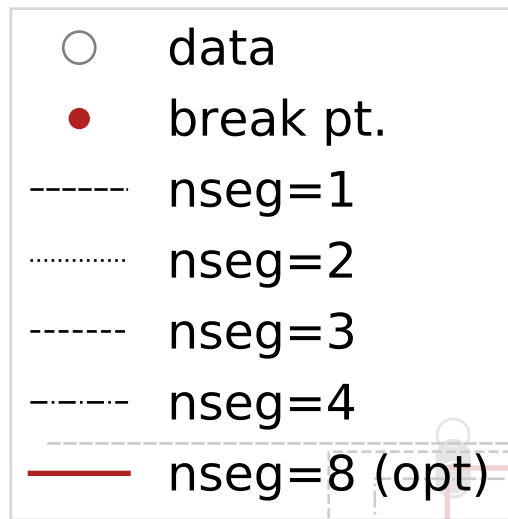 data
break pt.
nseg=1
nseg=2
nseg=3
nseg=4
nseg=8 (opt)